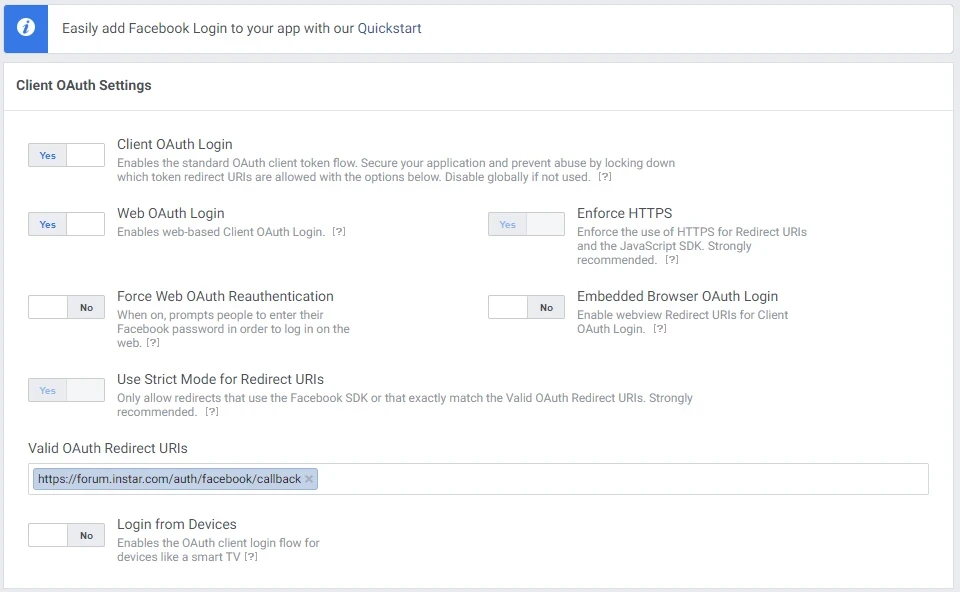 Easily add Facebook Login to your app with our Quickstart
Client OAuth Settings
Yes
Client OAuth Login
Enables the standard OAuth client token flow. Secure your application and prevent abuse by locking down
which token redirect URIs are allowed with the options below. Disable globally if not used. [?]
Yes
Web OAuth Login
Enables web-based Client OAuth Login. [?]
Yes
Enforce HTTPS
Enforce the use of HTTPS for Redirect URIs
and the JavaScript SDK. Strongly
recommended. [?]
No
Force Web OAuth Reauthentication
When on, prompts people to enter their
Facebook password in order to log in on the
web. [?]
No
Embedded Browser OAuth Login
Enable webview Redirect URIs for Client
OAuth Login. [?]
Yes
Use Strict Mode for Redirect URIs
Only allow redirects that use the Facebook SDK or that exactly match the Valid OAuth Redirect URIs. Strongly
recommended. [?]
Valid OAuth Redirect URIs
https://forum.instar.com/auth/facebook/callback ×
No
Login from Devices
Enables the OAuth client login flow for
devices like a smart TV [?]